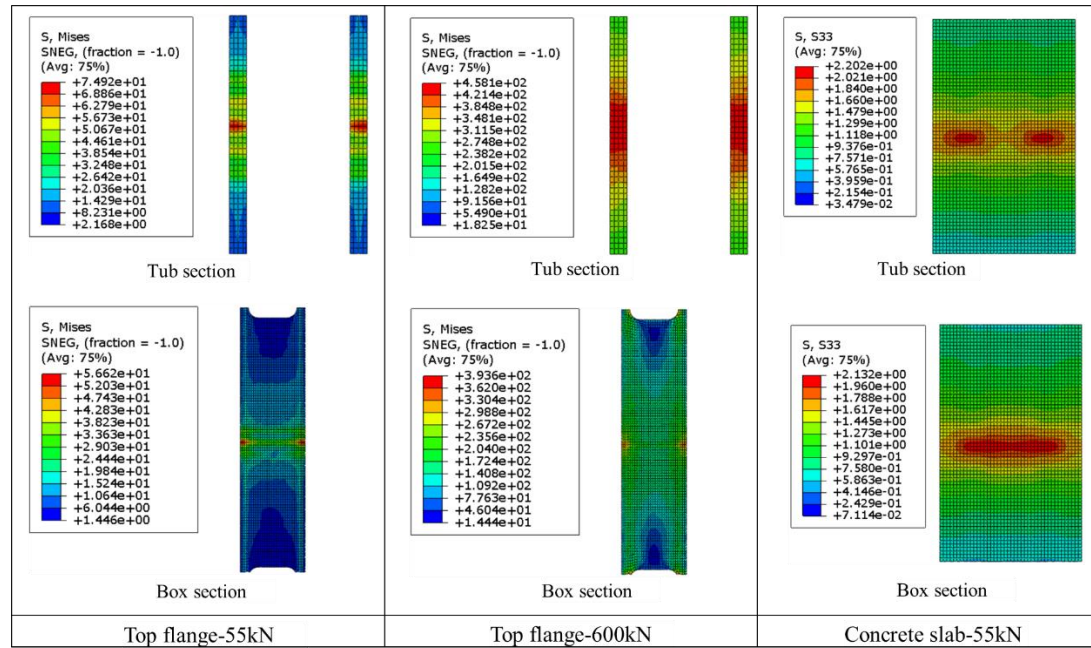 S, Mises
SNEG, (fraction = -1.0)
(Avg: 75%)
+7.492e+01
+6.886e+01
+6.279e+01
+5.673e+01
+5.067e+01
+4.461e+01
+3.854e+01
+3.248e+01
+2.642e+01
+2.036e+01
+1.429e+01
+8.231e+00
+2.168e+00
Tub section
S, Mises
SNEG, (fraction = -1.0)
(Avg: 75%)
+4.581e+02
+4.214e+02
+3.848e+02
+3.481e+02
+3.115e+02
+2.748e+02
+2.382e+02
+2.015e+02
+1.649e+02
+1.282e+02
+9.156e+01
+5.490e+01
+1.825e+01
Tub section
S, S33
(Avg: 75%)
+2.202e+00
+2.021e+00
+1.840e+00
+1.660e+00
+1.479e+00
+1.299e+00
+1.118e+00
+9.376e-01
+7.571e-01
+5.765e-01
+3.959e-01
+2.154e-01
+3.479e-02
Tub section
S, Mises
SNEG, (fraction = -1.0)
(Avg: 75%)
+5.662e+01
+5.203e+01
+4.743e+01
+4.283e+01
+3.823e+01
+3.363e+01
+2.903e+01
+2.444e+01
+1.984e+01
+1.524e+01
+1.064e+01
+6.044e+00
+1.446e+00
Box section
S, Mises
SNEG, (fraction = -1.0)
(Avg: 75%)
+3.936e+02
+3.620e+02
+3.304e+02
+2.988e+02
+2.672e+02
+2.356e+02
+2.040e+02
+1.724e+02
+1.408e+02
+1.092e+02
+7.763e+01
+4.604e+01
+1.444e+01
Box section
S, S33
(Avg: 75%)
+2.132e+00
+1.960e+00
+1.788e+00
+1.617e+00
+1.445e+00
+1.273e+00
+1.101e+00
+9.297e-01
+7.580e-01
+5.863e-01
+4.146e-01
+2.429e-01
+7.114e-02
Box section
Top flange-55kN
Top flange-600kN
Concrete slab-55kN